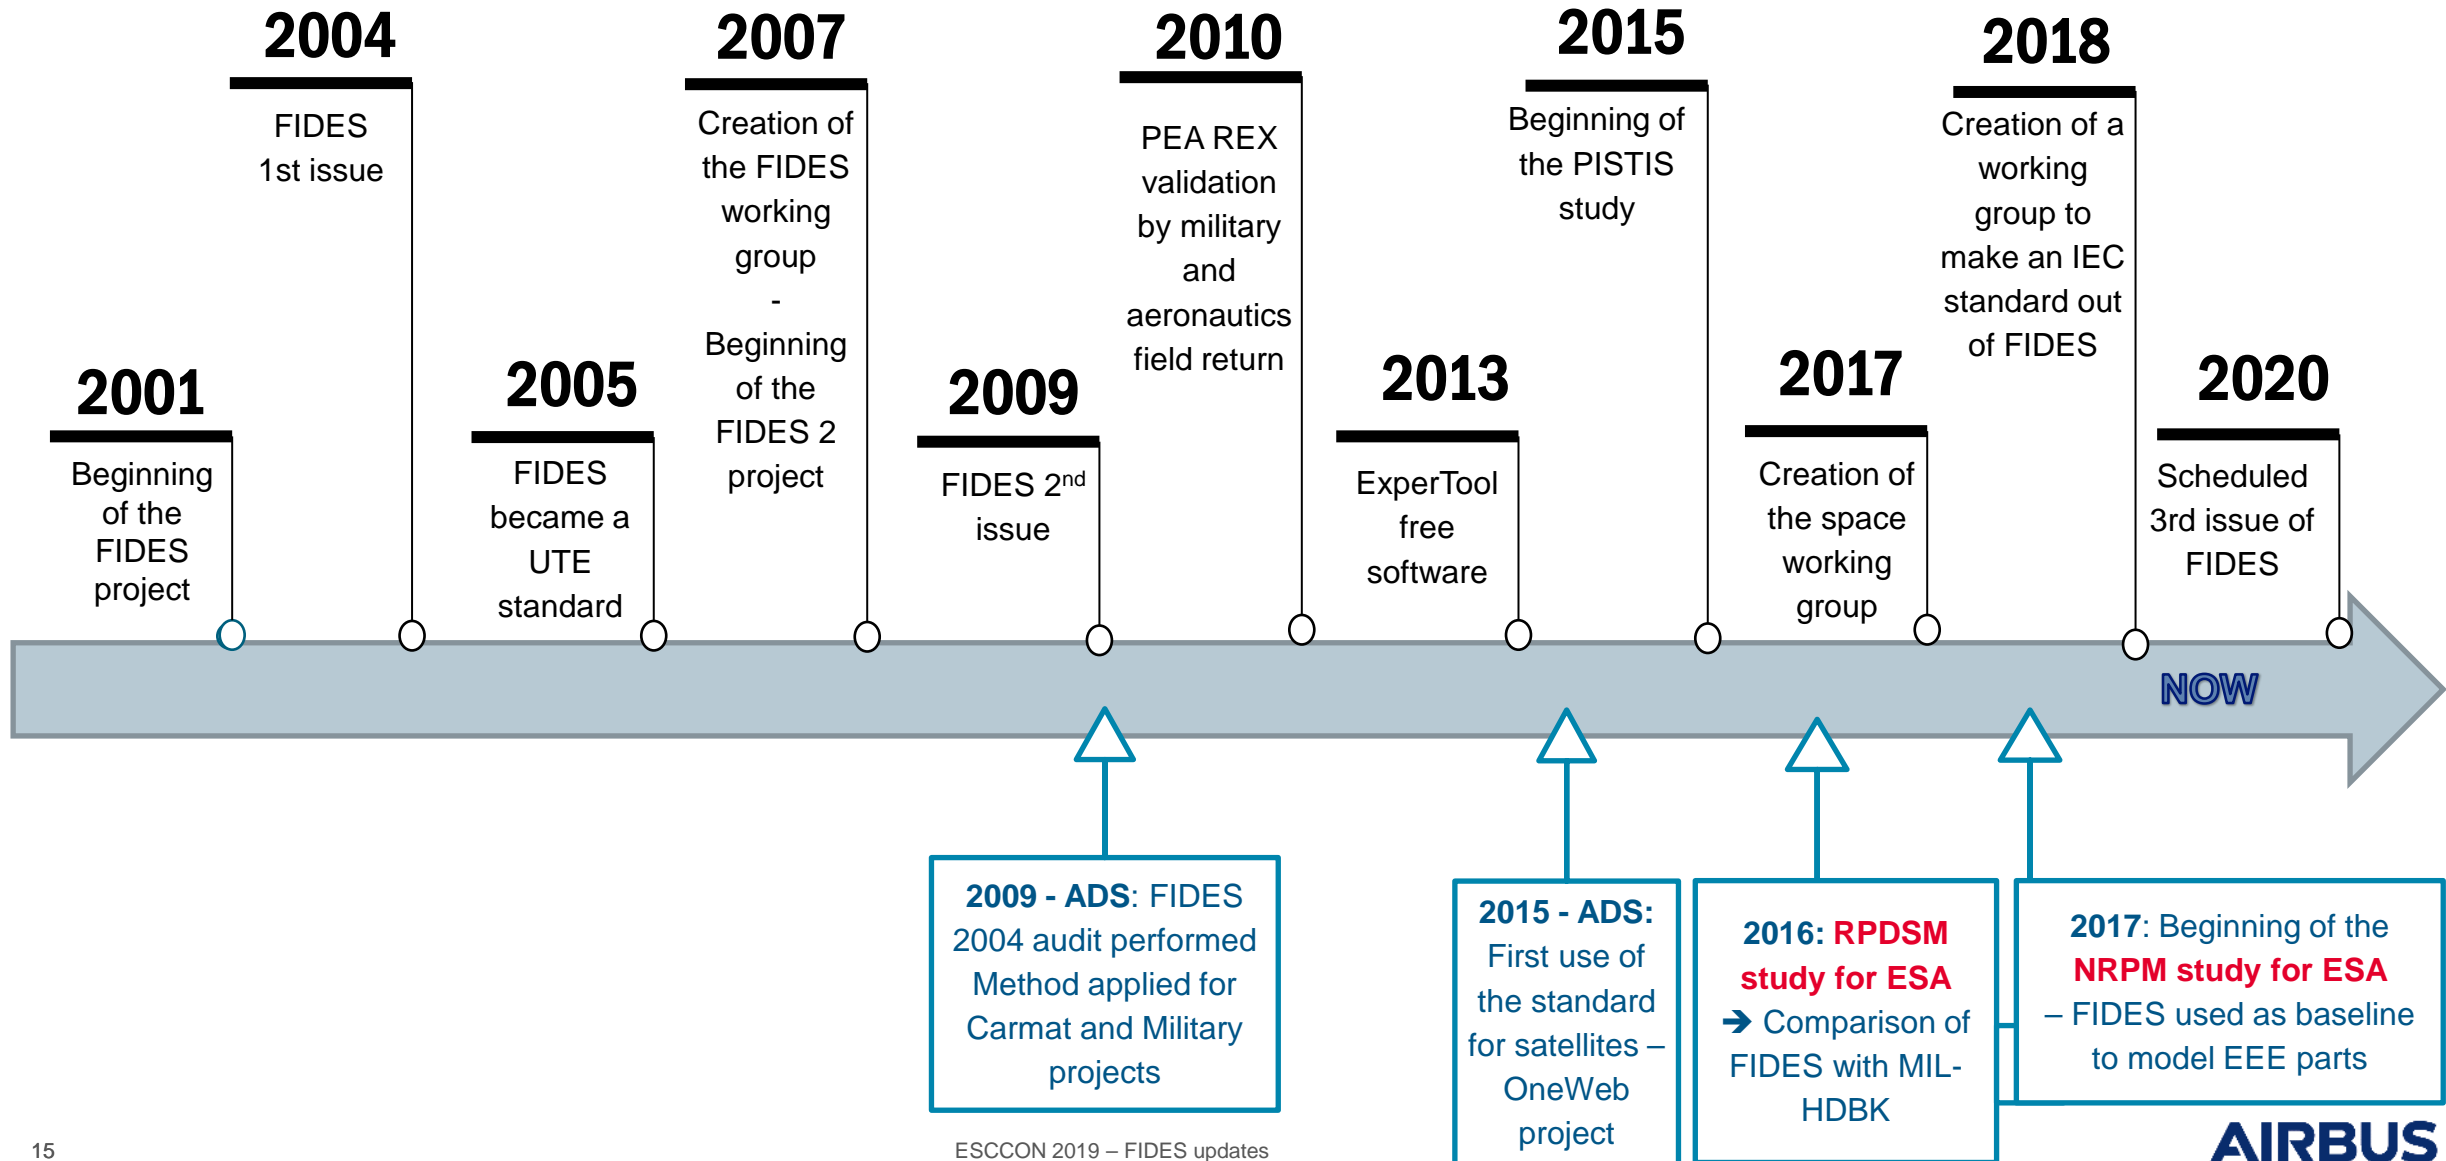 2001
Beginning
of the
FIDES
project
2004
FIDES
1st issue
2005
FIDES
became a
UTE
standard
2007
Creation of
the FIDES
working
group
-
Beginning
of the
FIDES 2
project
2009
FIDES 2nd
issue
2010
PEA REX
validation
by military
and
aeronautics
field return
2013
ExperTool
free
software
2015
Beginning of
the PISTIS
study
2017
Creation of
the space
working
group
2018
Creation of a
working
group to
make an IEC
standard out
of FIDES
2020
Scheduled
3rd issue of
FIDES
NOW
2009 - ADS: FIDES
2004 audit performed
Method applied for
Carmat and Military
projects
2015 - ADS:
First use of
the standard
for satellites –
OneWeb
project
2016: RPDSM
study for ESA
➔ Comparison of
FIDES with MIL-
HDBK
2017: Beginning of the
NRPM study for ESA
– FIDES used as baseline
to model EEE parts
15
ESCCON 2019 – FIDES updates
AIRBUS